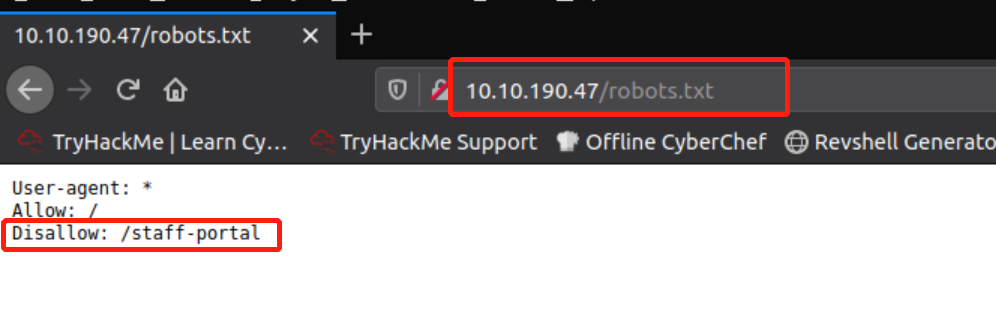 10.10.190.47/robots.txt
10.10.190.47/robots.txt
TryHackMe | Learn Cy... TryHackMe Support Offline CyberChef Revshell Generato
User-agent: *
Allow: /
Disallow: /staff-portal